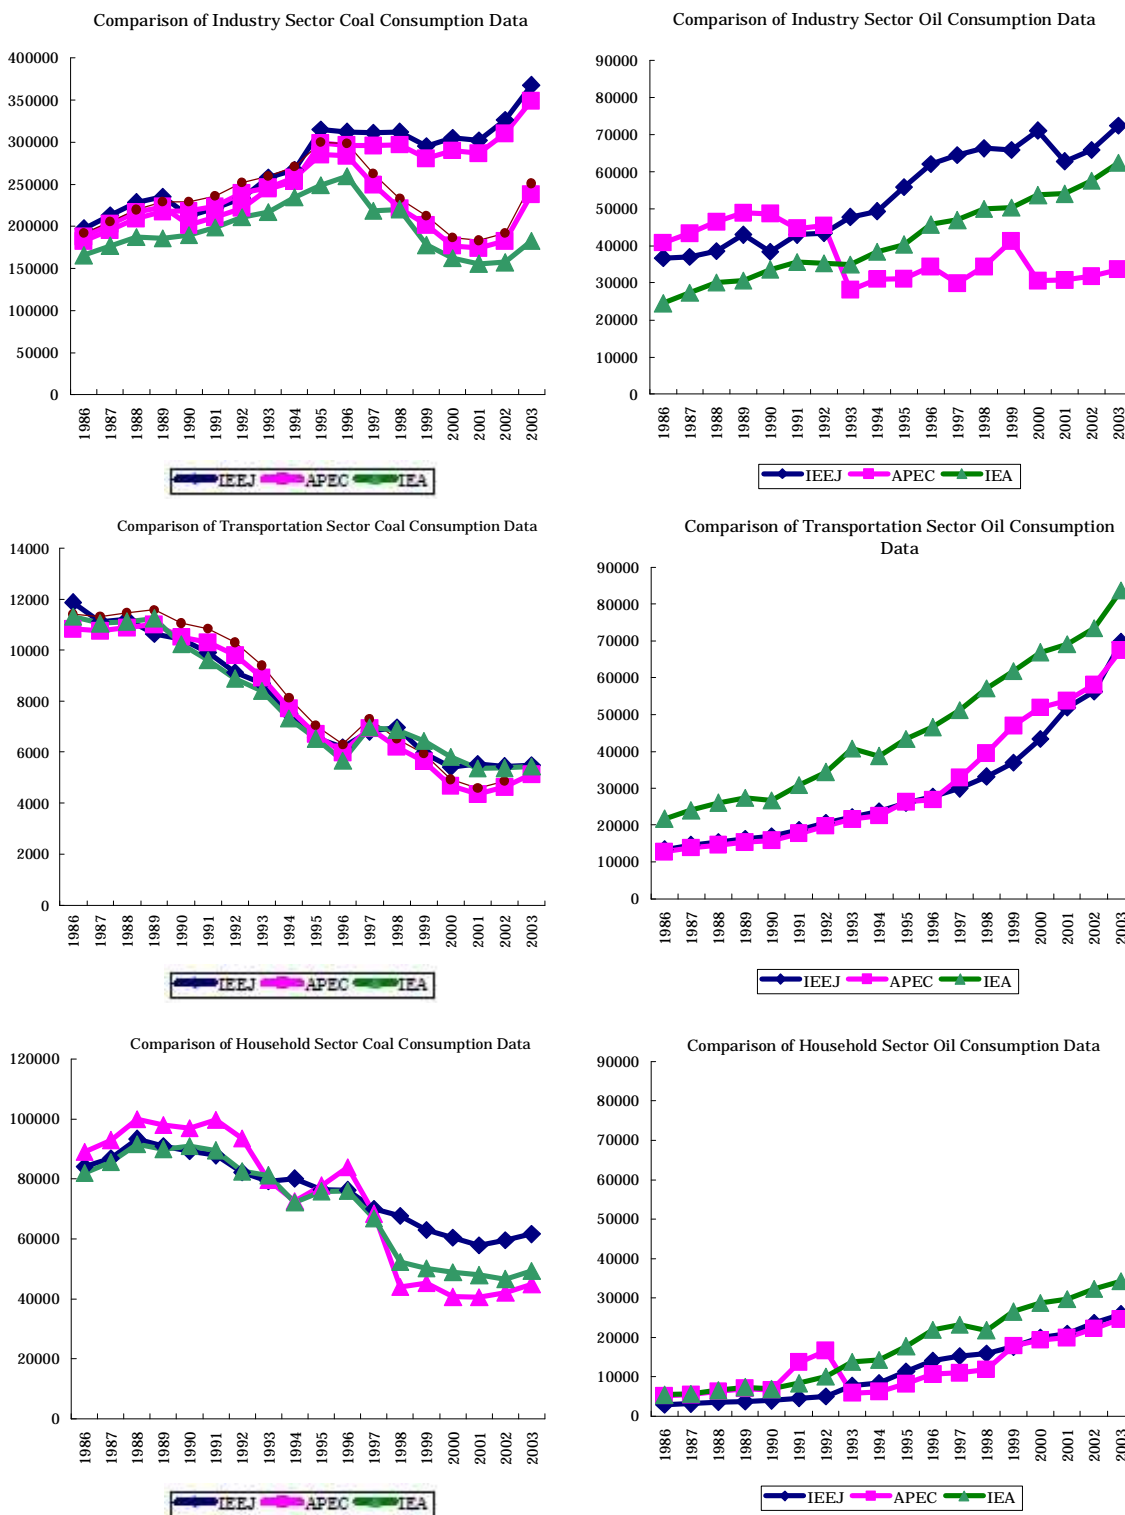 Comparison of Industry Sector Coal Consumption Data
400000
350000
300000
250000
200000
150000
100000
50000
0
1986 1987 1988 1989 1990 1991 1992 1993 1994 1995 1996 1997 1998 1999 2000 2001 2002 2003
IEEJ APEC IEA
Comparison of Industry Sector Oil Consumption Data
90000
80000
70000
60000
50000
40000
30000
20000
10000
0
1986 1987 1988 1989 1990 1991 1992 1993 1994 1995 1996 1997 1998 1999 2000 2001 2002 2003
IEEJ APEC IEA
Comparison of Transportation Sector Coal Consumption Data
14000
12000
10000
8000
6000
4000
2000
0
1986 1987 1988 1989 1990 1991 1992 1993 1994 1995 1996 1997 1998 1999 2000 2001 2002 2003
IEEJ APEC IEA
Comparison of Transportation Sector Oil Consumption
Data
90000
80000
70000
60000
50000
40000
30000
20000
10000
0
1986 1987 1988 1989 1990 1991 1992 1993 1994 1995 1996 1997 1998 1999 2000 2001 2002 2003
IEEJ APEC IEA
Comparison of Household Sector Coal Consumption Data
120000
100000
80000
60000
40000
20000
0
1986 1987 1988 1989 1990 1991 1992 1993 1994 1995 1996 1997 1998 1999 2000 2001 2002 2003
IEEJ APEC IEA
Comparison of Household Sector Oil Consumption Data
90000
80000
70000
60000
50000
40000
30000
20000
10000
0
1986 1987 1988 1989 1990 1991 1992 1993 1994 1995 1996 1997 1998 1999 2000 2001 2002 2003
IEEJ APEC IEA